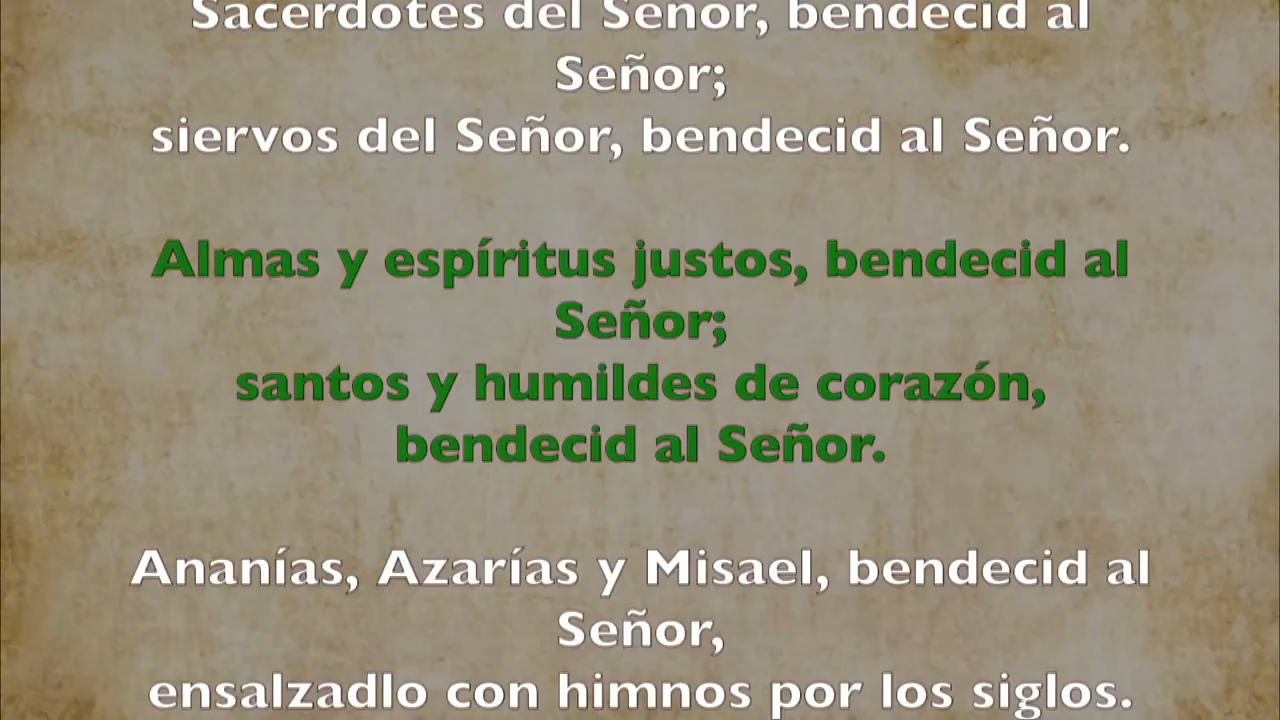 Sacerdotes del Señor, bendecid al
Señor;
siervos del Señor, bendecid al Señor.
Almas y espíritus justos, bendecid al
Señor;
santos y humildes de corazón,
bendecid al Señor.
Ananías, Azarías y Misael, bendecid al
Señor,
ensalzadlo con himnos por los siglos.